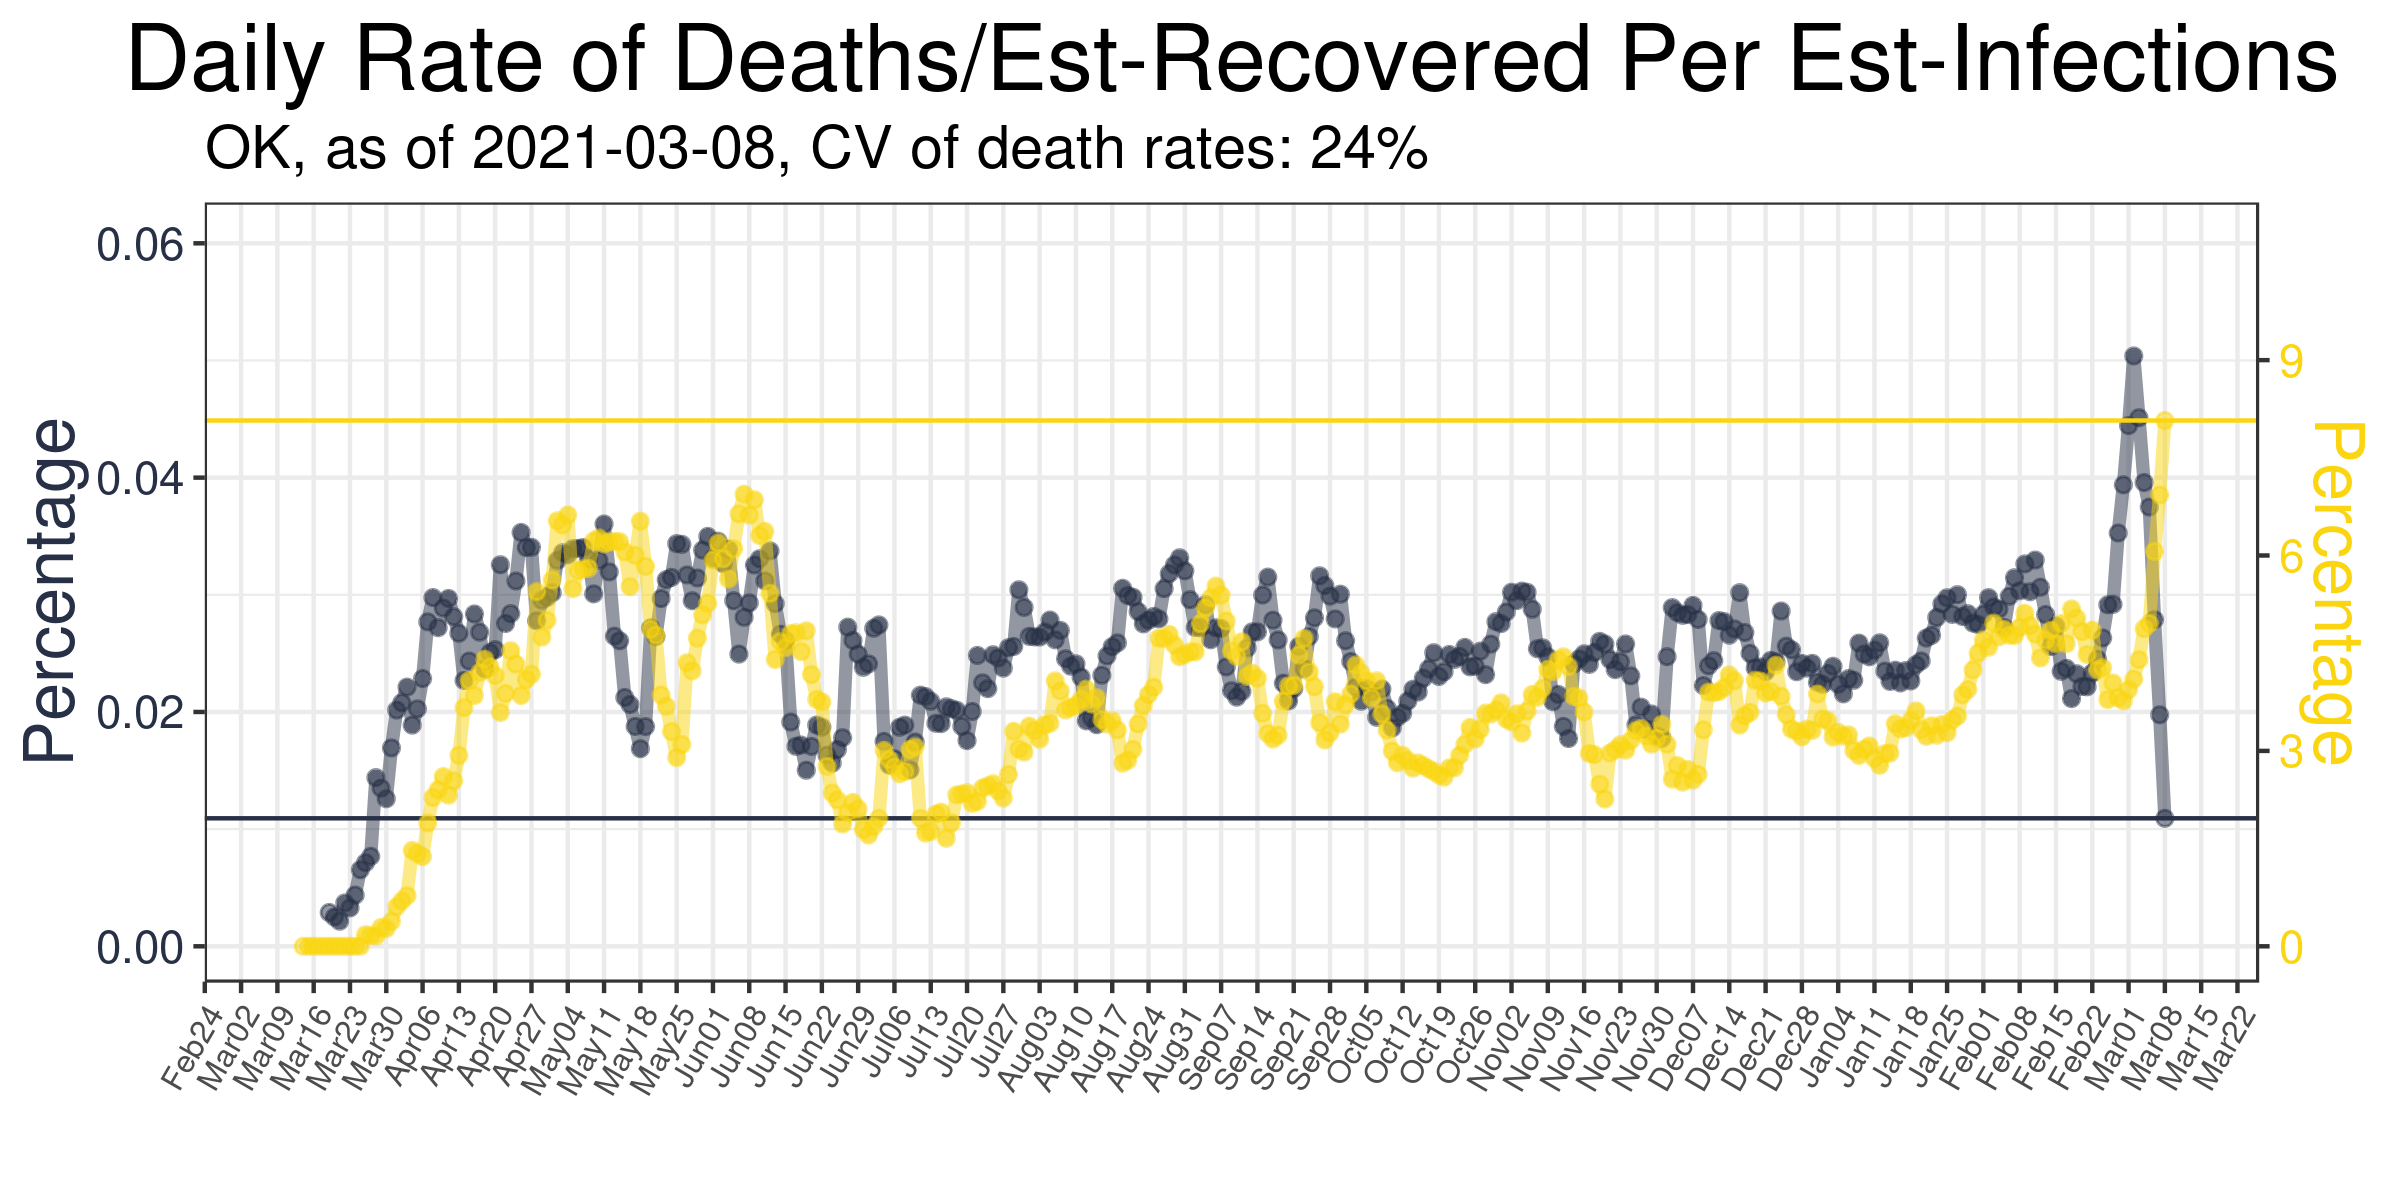 Daily Rate of Deaths/Est-Recovered Per Est-Infections
OK, as of 2021-03-08, CV of death rates: 24%
Percentage
0.06
0.04
0.02
0.00
9
6
3
0
Percentage
Feb24
Mar02
Mar09
Mar16
Mar23
Mar30
Apr06
Apr13
Apr20
Apr27
May04
May11
May18
May25
Jun01
Jun08
Jun15
Jun22
Jun29
Jul06
Jul13
Jul20
Jul27
Aug03
Aug10
Aug17
Aug24
Aug31
Sep07
Sep14
Sep21
Sep28
Oct05
Oct12
Oct19
Oct26
Nov02
Nov09
Nov16
Nov23
Nov30
Dec07
Dec14
Dec21
Dec28
Jan04
Jan11
Jan18
Jan25
Feb01
Feb08
Feb15
Feb22
Mar01
Mar08
Mar15
Mar22